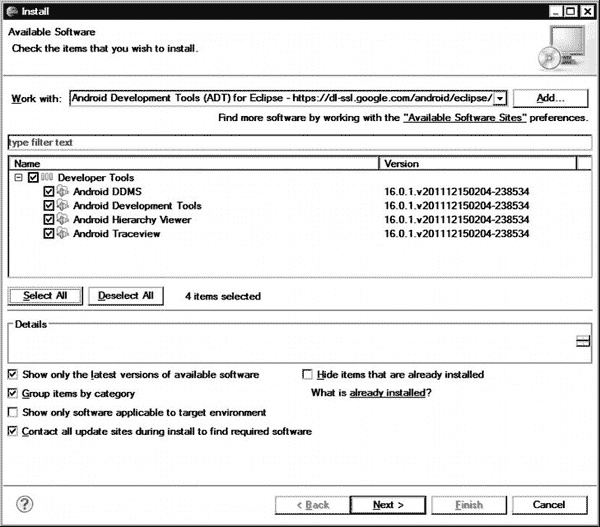 Install
Available Software
Check the items that you wish to install.
Work with: Android Development Tools (ADT) for Eclipse - https://dl-ssl.google.com/android/eclipse/ Add...
Find more software by working with the "Available Software Sites" preferences.
type filter text
Name Version
Developer Tools
Android DDMS 16.0.1.v201112150204-238534
Android Development Tools 16.0.1.v201112150204-238534
Android Hierarchy Viewer 16.0.1.v201112150204-238534
Android Traceview 16.0.1.v201112150204-238534
Select All Deselect All 4 items selected
Details
Show only the latest versions of available software Hide items that are already installed
Group items by category What is already installed?
Show only software applicable to target environment
Contact all update sites during install to find required software
? < Back Next > Finish Cancel